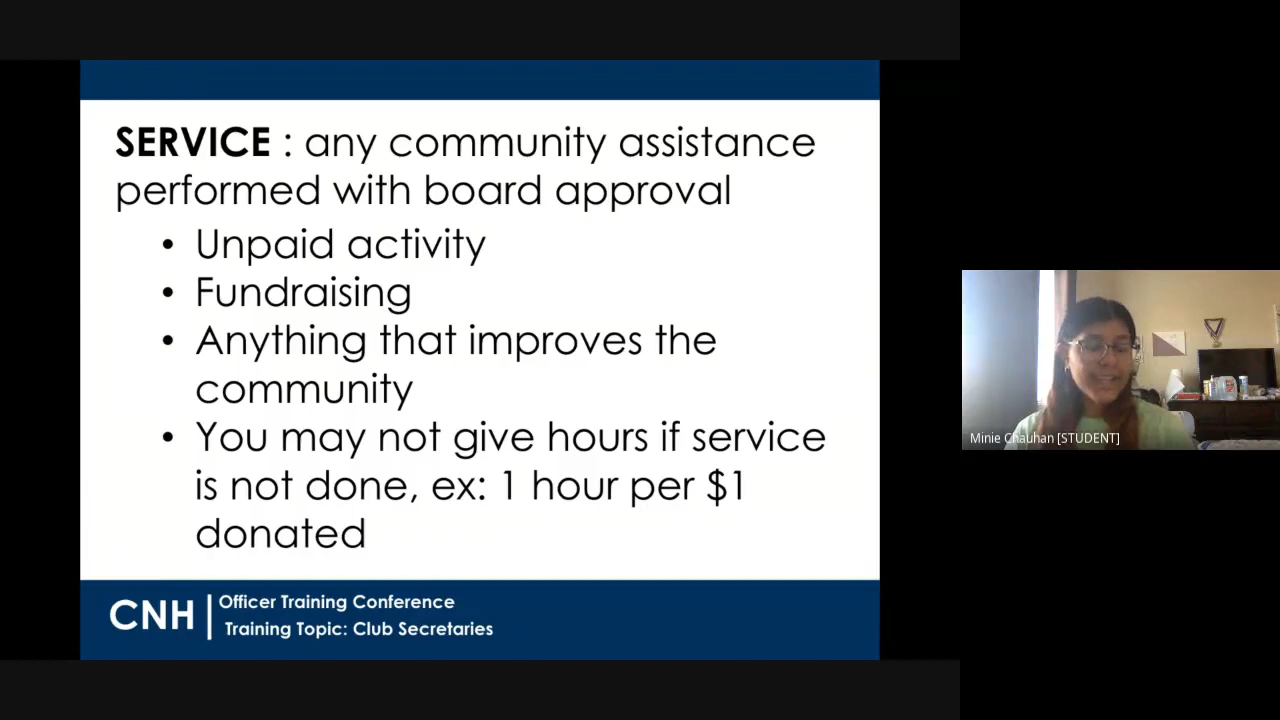 SERVICE : any community assistance
performed with board approval
• Unpaid activity
• Fundraising
• Anything that improves the
community
• You may not give hours if service
is not done, ex: 1 hour per $1
donated
CNH
Officer Training Conference
Training Topic: Club Secretaries
Minie Chauhan [STUDENT]